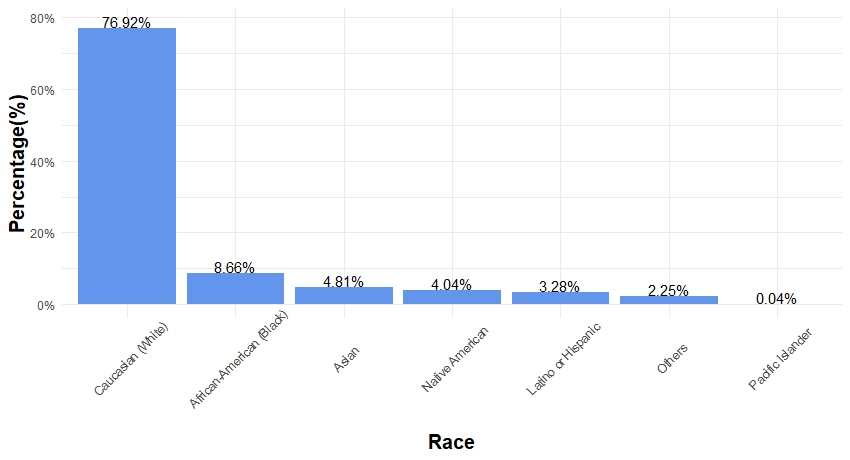 80%
60%
40%
20%
0%
Percentage(%)
76.92%
8.66%
4.81%
4.04%
3.28%
2.25%
0.04%
Caucasian (White)
African-American (Black)
Asian
Native American
Latino or Hispanic
Others
Pacific Islander
Race